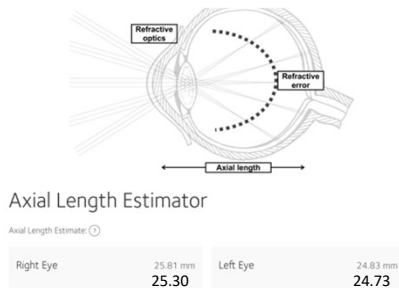 Refractive
optics
Refractive
error
Axial length
Axial Length Estimator
Axial Length Estimate:
Right Eye 25.81 mm
25.30
Left Eye 24.83 mm
24.73